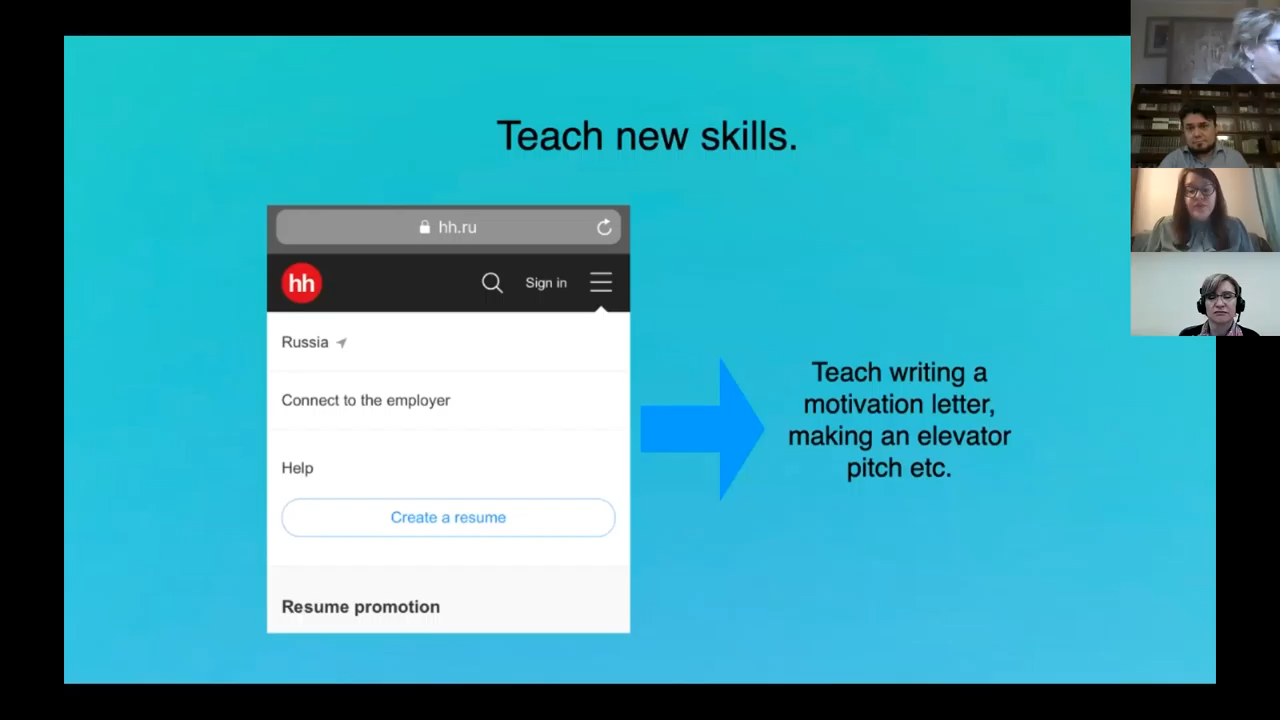 Teach new skills.
hh.ru
hh
Sign in
Russia
Connect to the employer
Help
Create a resume
Resume promotion
Teach writing a
motivation letter,
making an elevator
pitch etc.